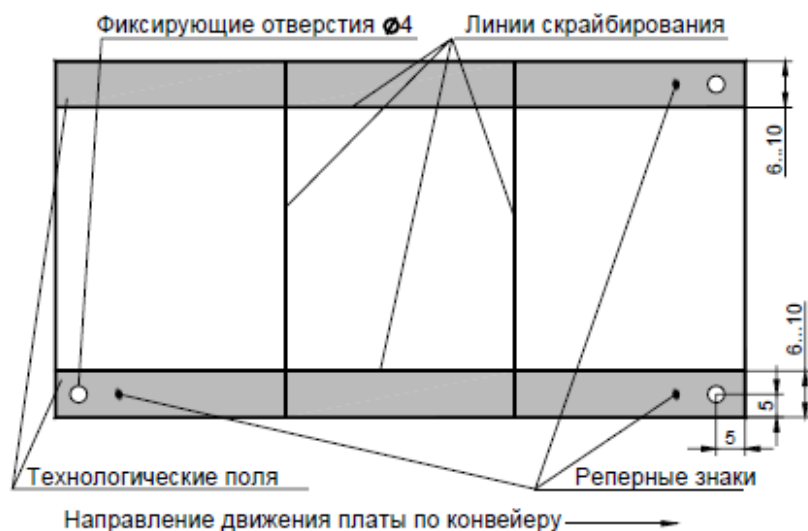 Фиксирующие отверстия ⌀4
Линии скрайбирования
6...10
6...10
5
5
Технологические поля
Реперные знаки
Направление движения платы по конвейеру